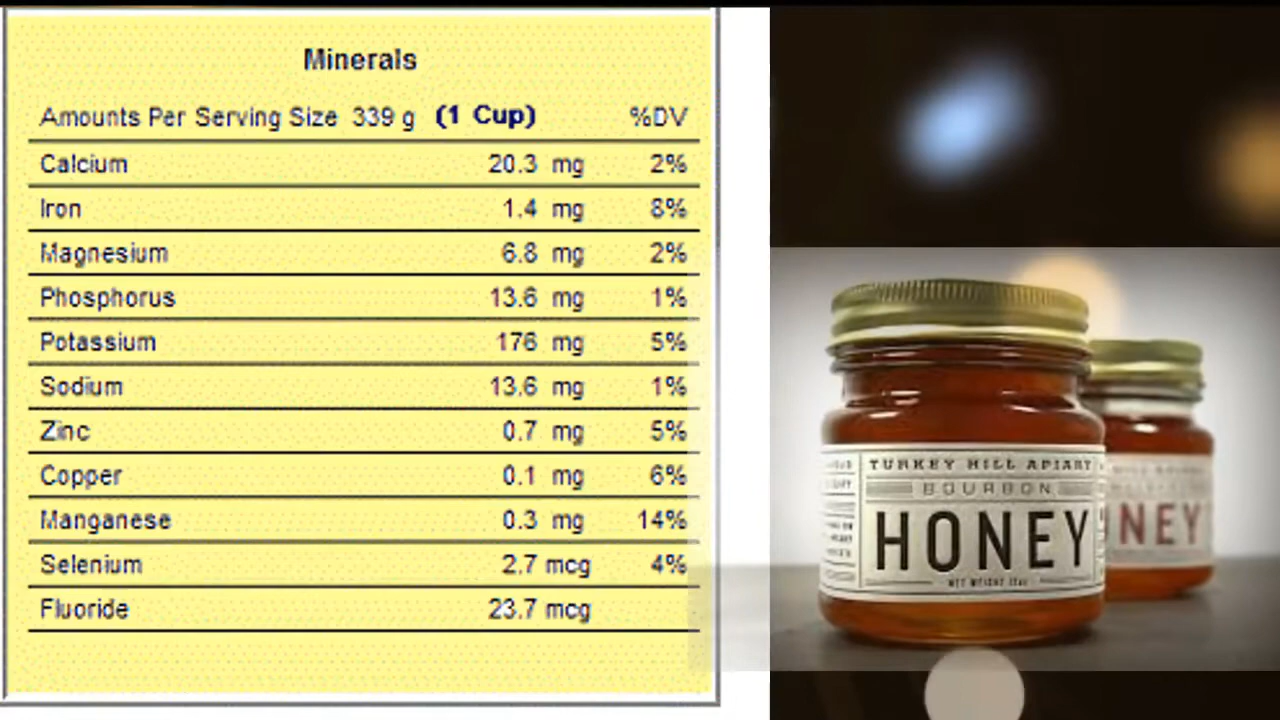 Minerals
Amounts Per Serving Size 339 g (1 Cup) %DV
Calcium 20.3 mg 2%
Iron 1.4 mg 8%
Magnesium 6.8 mg 2%
Phosphorus 13.6 mg 1%
Potassium 176 mg 5%
Sodium 13.6 mg 1%
Zinc 0.7 mg 5%
Copper 0.1 mg 6%
Manganese 0.3 mg 14%
Selenium 2.7 mcg 4%
Fluoride 23.7 mcg
TURKEY HILL APIARY
BOURBON
HONEY
NET WEIGHT
NEY